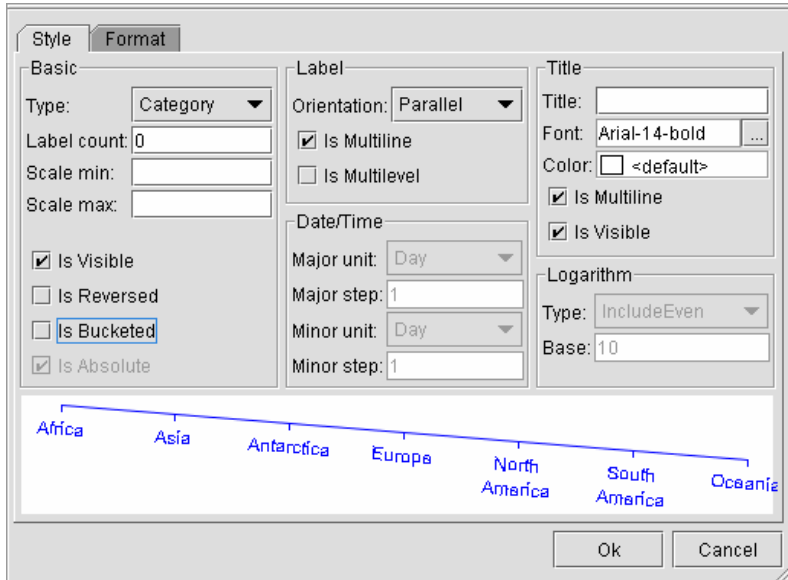 Style Format
Basic
Type: Category
Label count: 0
Scale min:
Scale max:
Is Visible
Is Reversed
Is Bucketed
Is Absolute
Label
Orientation: Parallel
Is Multiline
Is Multilevel
Date/Time
Major unit: Day
Major step: 1
Minor unit: Day
Minor step: 1
Title
Title:
Font: Arial-14-bold ...
Color: <default>
Is Multiline
Is Visible
Logarithm
Type: IncludeEven
Base: 10
Africa
Asia
Antarctica
Europe
North
America
South
America
Oceania
Ok Cancel